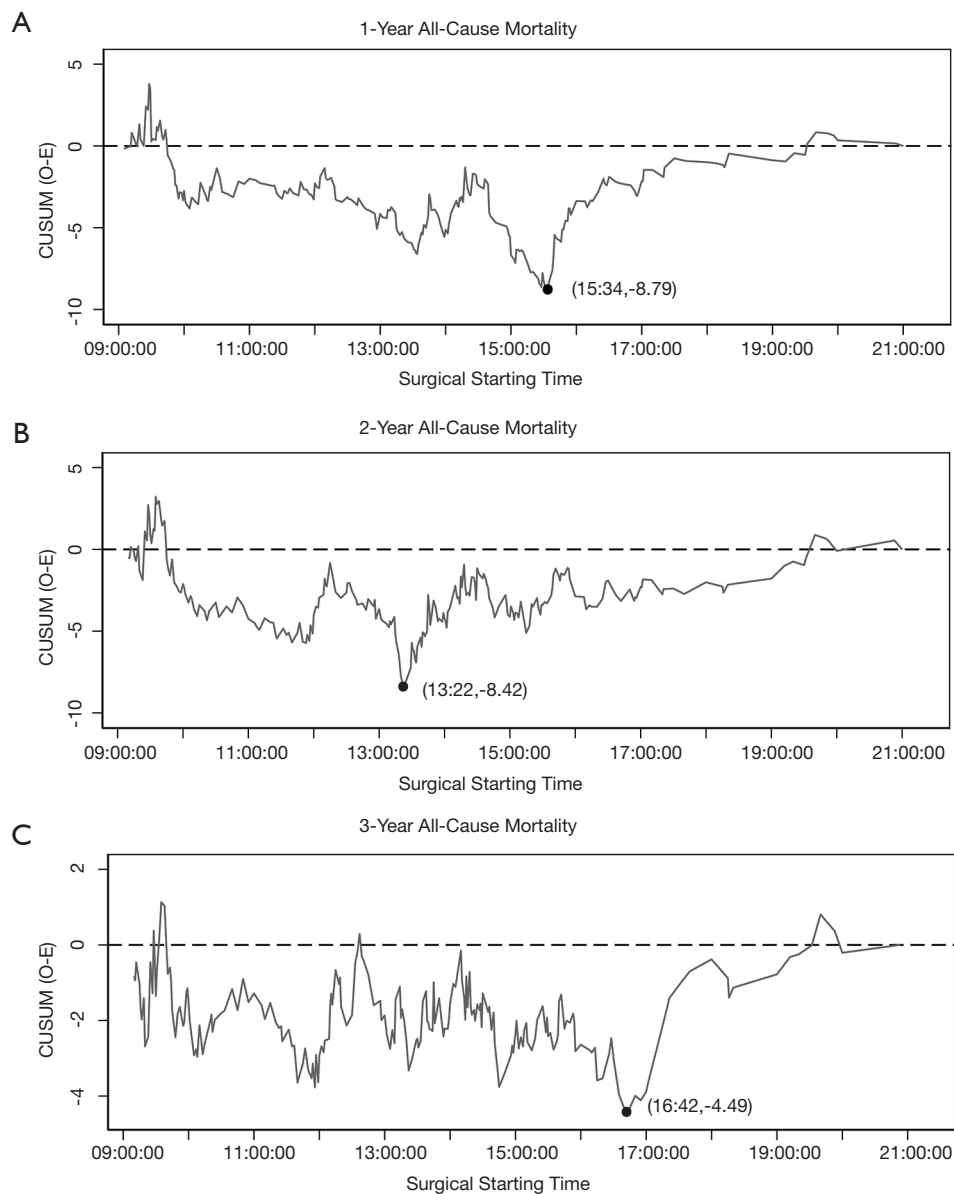 A
1-Year All-Cause Mortality
CUSUM (O-E)
5
0
-5
-10
(15:34,-8.79)
09:00:00 11:00:00 13:00:00 15:00:00 17:00:00 19:00:00 21:00:00
Surgical Starting Time
B
2-Year All-Cause Mortality
CUSUM (O-E)
5
0
-5
-10
(13:22,-8.42)
09:00:00 11:00:00 13:00:00 15:00:00 17:00:00 19:00:00 21:00:00
Surgical Starting Time
C
3-Year All-Cause Mortality
CUSUM (O-E)
2
0
-2
-4
(16:42,-4.49)
09:00:00 11:00:00 13:00:00 15:00:00 17:00:00 19:00:00 21:00:00
Surgical Starting Time